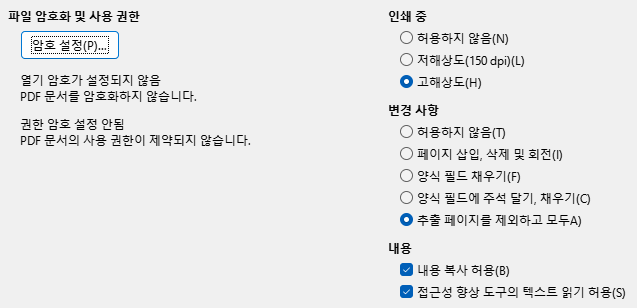 파일 암호화 및 사용 권한
암호 설정(P)...
열기 암호가 설정되지 않음
PDF 문서를 암호화하지 않습니다.
권한 암호 설정 안됨
PDF 문서의 사용 권한이 제약되지 않습니다.
인쇄 중
허용하지 않음(N)
저해상도(150 dpi)(L)
고해상도(H)
변경 사항
허용하지 않음(T)
페이지 삽입, 삭제 및 회전(I)
양식 필드 채우기(F)
양식 필드에 주석 달기, 채우기(C)
추출 페이지를 제외하고 모두A)
내용
내용 복사 허용(B)
접근성 향상 도구의 텍스트 읽기 허용(S)